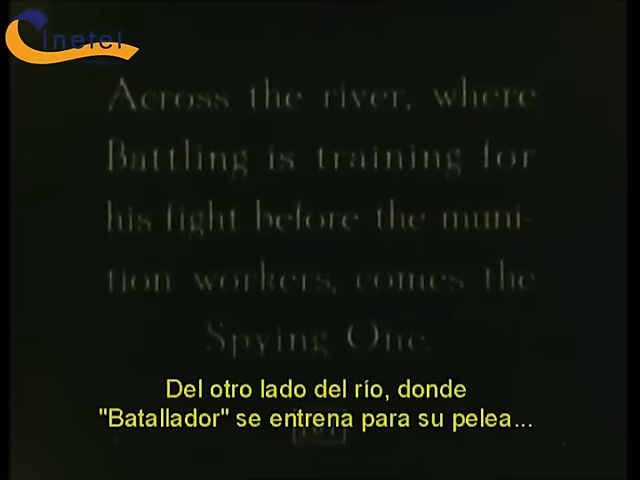 Cinetel
Across the river, where
Battling is training for
his fight before the muni-
tion workers, comes the
Spying One.
Del otro lado del río, donde
"Batallador" se entrena para su pelea...